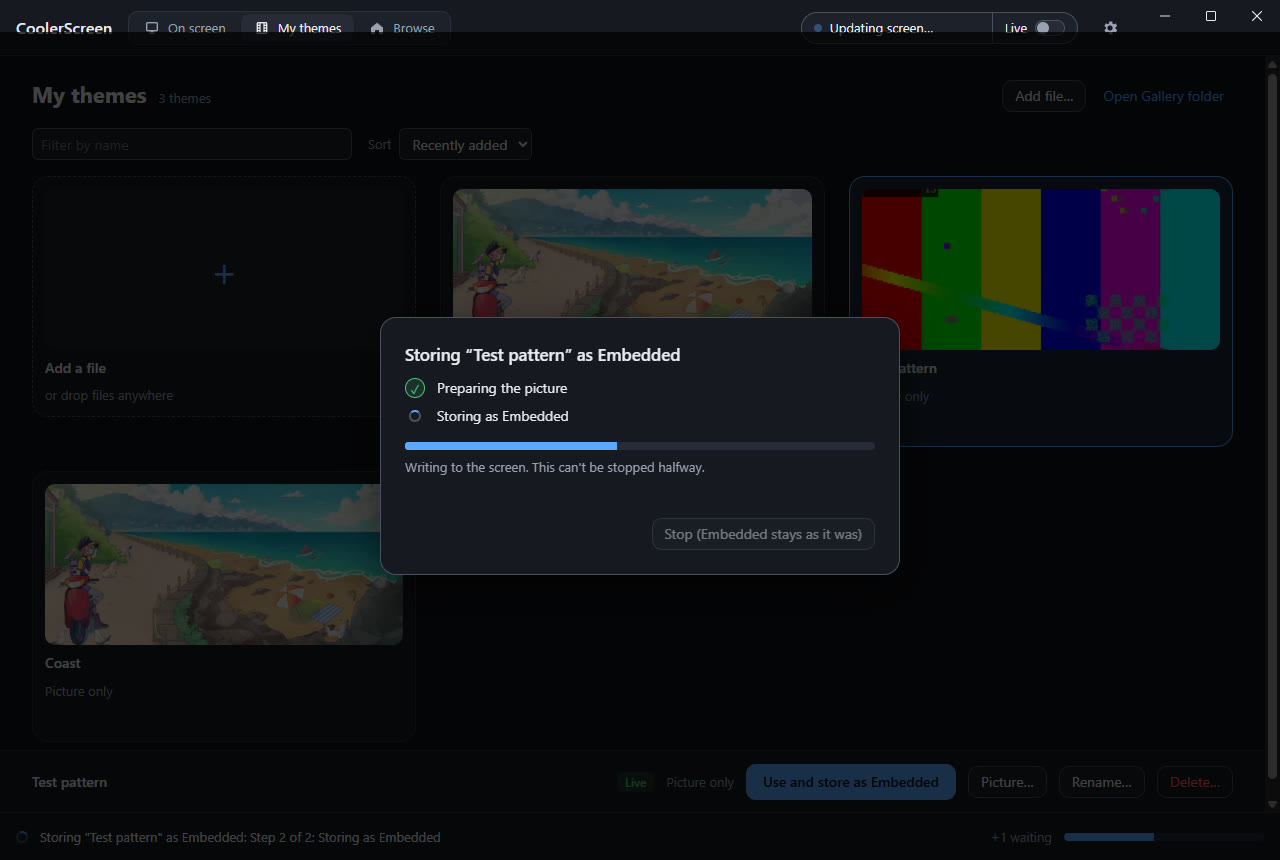 CoolerScreen On screen My themes Browse Updating screen... Live
My themes 3 themes Add file... Open Gallery folder
Filter by name Sort Recently added
Add a file
or drop files anywhere
attern
only
Storing “Test pattern” as Embedded
Preparing the picture
Storing as Embedded
Writing to the screen. This can't be stopped halfway.
Stop (Embedded stays as it was)
Coast
Picture only
Test pattern Live Picture only Use and store as Embedded Picture... Rename... Delete...
Storing "Test pattern" as Embedded: Step 2 of 2: Storing as Embedded +1 waiting